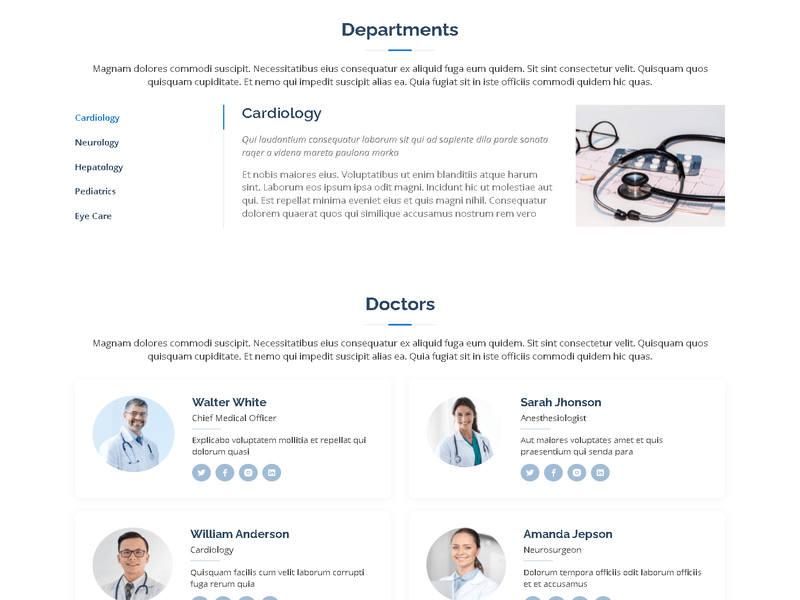 Departments
Magnam dolores commodi suscipit. Necessitatibus eius consequatur ex aliquid fuga eum quidem. Sit sint consectetur velit. Quisquam quos
quisquam cupiditate. Et nemo qui impedit suscipit alias ea. Quia fugiat sit in iste officiis commodi quidem hic quas.
Cardiology
Neurology
Hepatology
Pediatrics
Eye Care
Cardiology
Qui laudantium consequatur laborum sit qui ad sapiente dila parde sonata
raqer a videna mareta paulona marka
Et nobis maiores eius. Voluptatibus ut enim blanditiis atque harum
sint. Laborum eos ipsum ipsa odit magni. Incidunt hic ut molestiae aut
qui. Est repellat minima eveniet eius et quis magni nihil. Consequatur
dolorem quaerat quos qui similique accusamus nostrum rem vero
Doctors
Magnam dolores commodi suscipit. Necessitatibus eius consequatur ex aliquid fuga eum quidem. Sit sint consectetur velit. Quisquam quos
quisquam cupiditate. Et nemo qui impedit suscipit alias ea. Quia fugiat sit in iste officiis commodi quidem hic quas.
Walter White
Chief Medical Officer
Explicabo voluptatem mollitia et repellat qui
dolorum quasi
Sarah Jhonson
Anesthesiologist
Aut maiores voluptates amet et quis
praesentium qui senda para
William Anderson
Cardiology
Quisquam facilis cum velit laborum corrupti
fuga rerum quia
Amanda Jepson
Neurosurgeon
Dolorum tempora officiis odit laborum officiis
et et accusamus